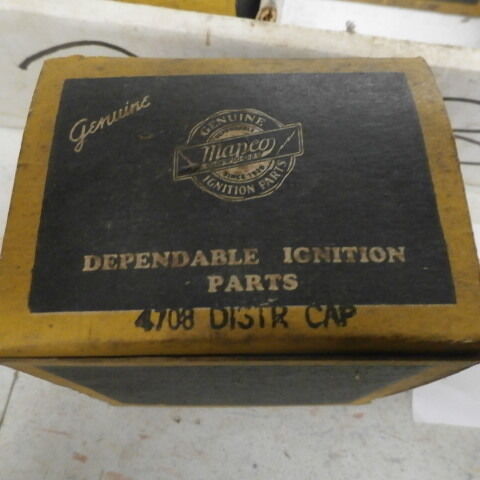 Genuine
GENUINE
Mapco
IGNITION PARTS
DEPENDABLE IGNITION
PARTS
4708 DISTR CAP